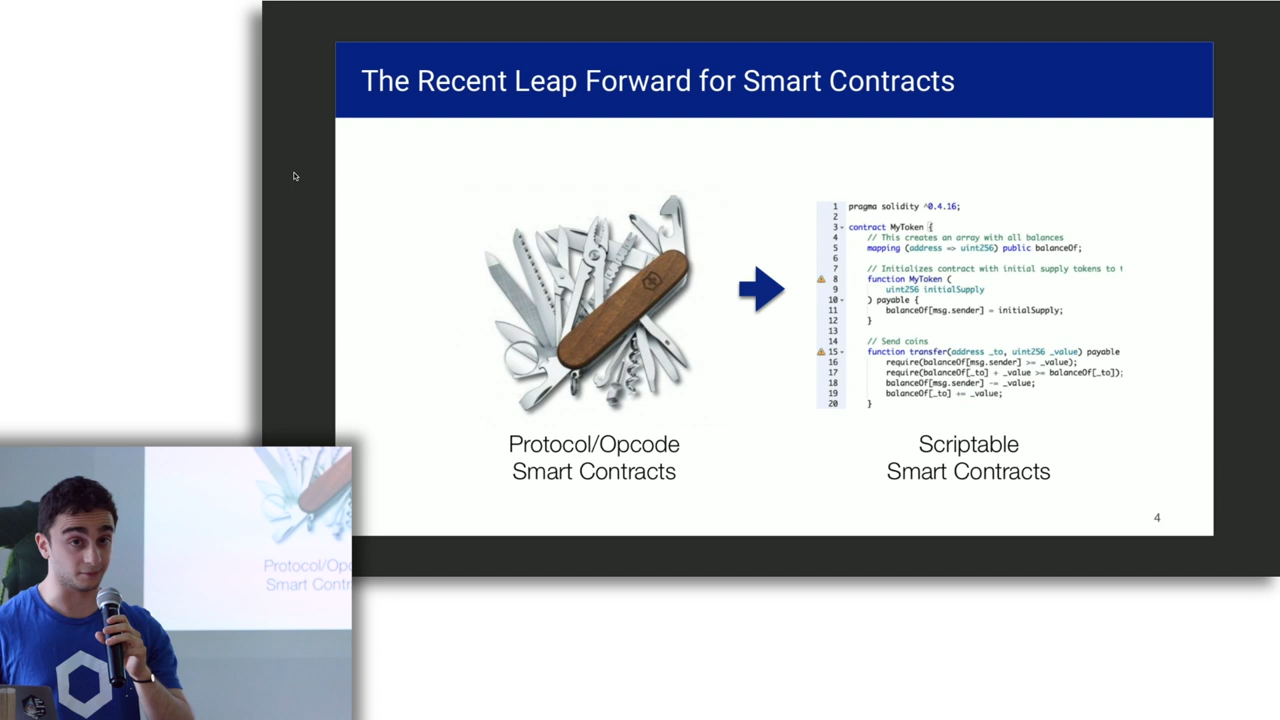 The Recent Leap Forward for Smart Contracts
1 pragma solidity ^0.4.16;
2
3 contract MyToken {
4 // This creates an array with all balances
5 mapping (address => uint256) public balanceOf;
6
7 // Initializes contract with initial supply tokens to t
8 function MyToken (
9 uint256 initialSupply
10 ) payable {
11 balanceOf[msg.sender] = initialSupply;
12 }
13
14 // Send coins
15 function transfer(address _to, uint256 _value) payable
16 require(balanceOf[msg.sender] >= _value);
17 require(balanceOf[_to] + _value >= balanceOf[_to]);
18 balanceOf[msg.sender] -= _value;
19 balanceOf[_to] += _value;
20 }
Protocol/Opcode
Smart Contracts
Scriptable
Smart Contracts
4
Protocol/Opc
Smart Contr